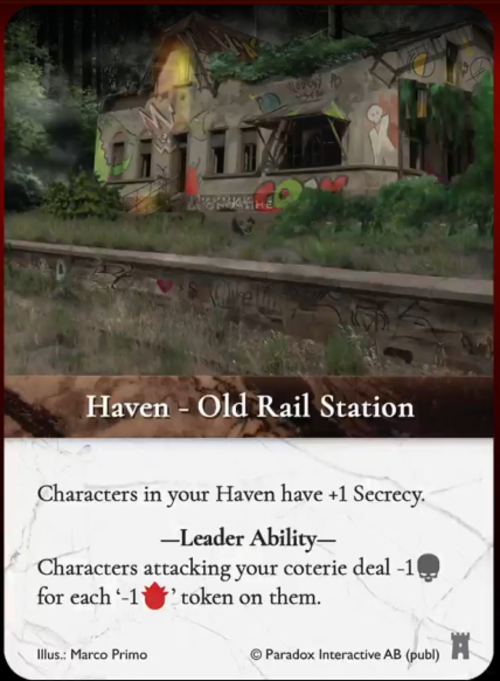 Haven - Old Rail Station
Characters in your Haven have +1 Secrecy.
—Leader Ability—
Characters attacking your coterie deal -1
for each ‘-1 ’ token on them.
Illus.: Marco Primo
© Paradox Interactive AB (publ)